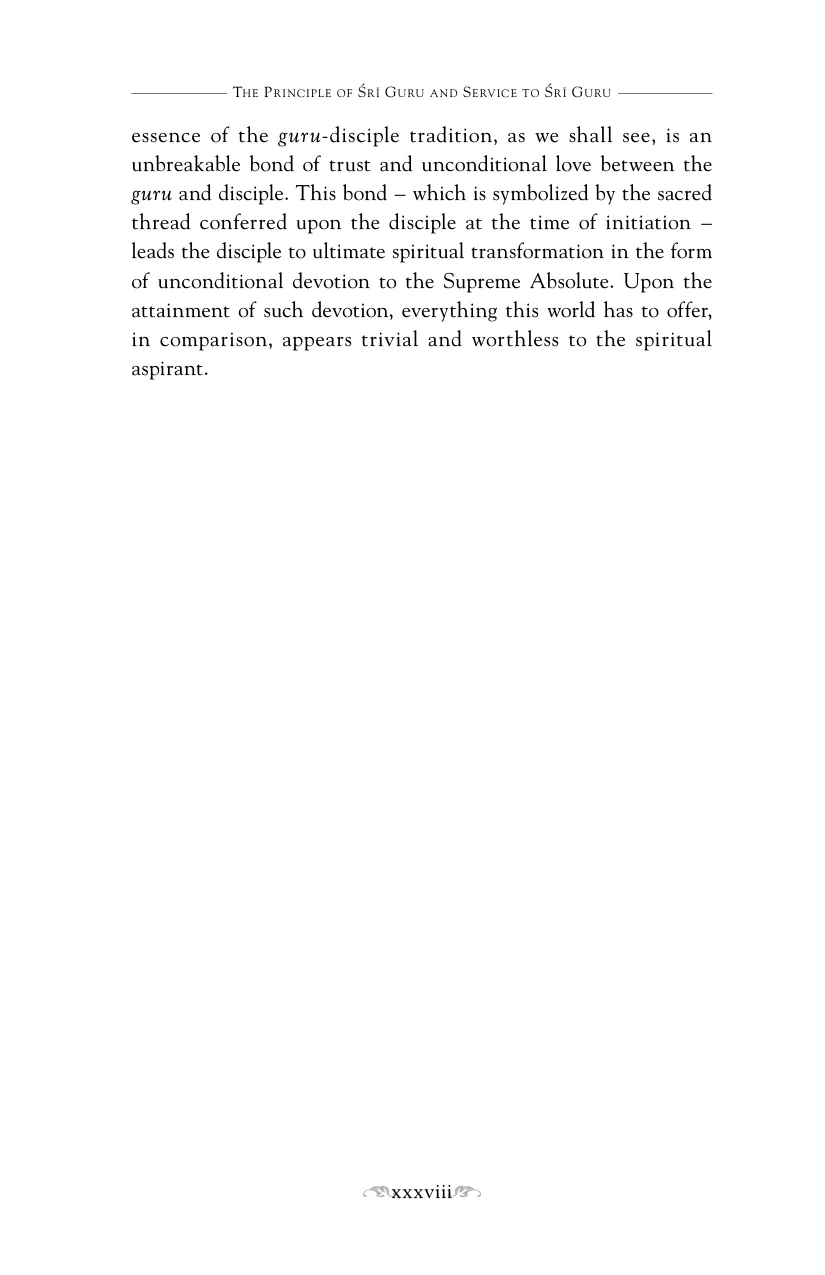 The Principle of Śrī Guru and Service to Śrī Guru
essence of the guru-disciple tradition, as we shall see, is an
unbreakable bond of trust and unconditional love between the
guru and disciple. This bond – which is symbolized by the sacred
thread conferred upon the disciple at the time of initiation –
leads the disciple to ultimate spiritual transformation in the form
of unconditional devotion to the Supreme Absolute. Upon the
attainment of such devotion, everything this world has to offer,
in comparison, appears trivial and worthless to the spiritual
aspirant.
xxxviii